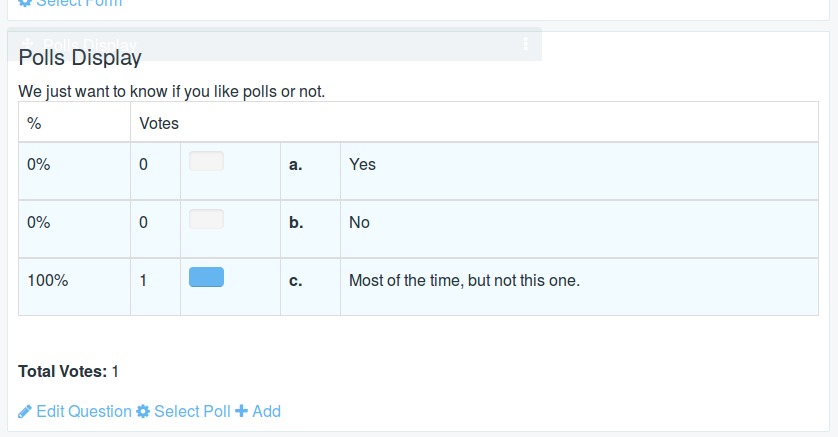 Select Form
Polls Display
Polls Display
We just want to know if you like polls or not.
% Votes
0% 0 a. Yes
0% 0 b. No
100% 1 c. Most of the time, but not this one.
Total Votes: 1
Edit Question Select Poll Add